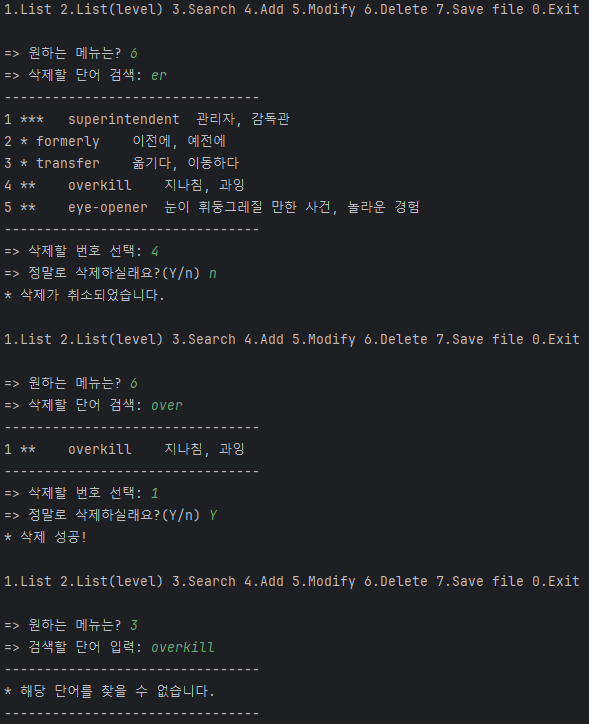 1.List 2.List(level) 3.Search 4.Add 5.Modify 6.Delete 7.Save file 0.Exit
=> 원하는 메뉴는? 6
=> 삭제할 단어 검색: er
--------------------------------
1 *** superintendent 관리자, 감독관
2 * formerly 이전에, 예전에
3 * transfer 옮기다, 이동하다
4 ** overkill 지나침, 과잉
5 ** eye-opener 눈이 휘둥그레질 만한 사건, 놀라운 경험
--------------------------------
=> 삭제할 번호 선택: 4
=> 정말로 삭제하실래요?(Y/n) n
* 삭제가 취소되었습니다.
1.List 2.List(level) 3.Search 4.Add 5.Modify 6.Delete 7.Save file 0.Exit
=> 원하는 메뉴는? 6
=> 삭제할 단어 검색: over
--------------------------------
1 ** overkill 지나침, 과잉
--------------------------------
=> 삭제할 번호 선택: 1
=> 정말로 삭제하실래요?(Y/n) Y
* 삭제 성공!
1.List 2.List(level) 3.Search 4.Add 5.Modify 6.Delete 7.Save file 0.Exit
=> 원하는 메뉴는? 3
=> 검색할 단어 입력: overkill
--------------------------------
* 해당 단어를 찾을 수 없습니다.
--------------------------------